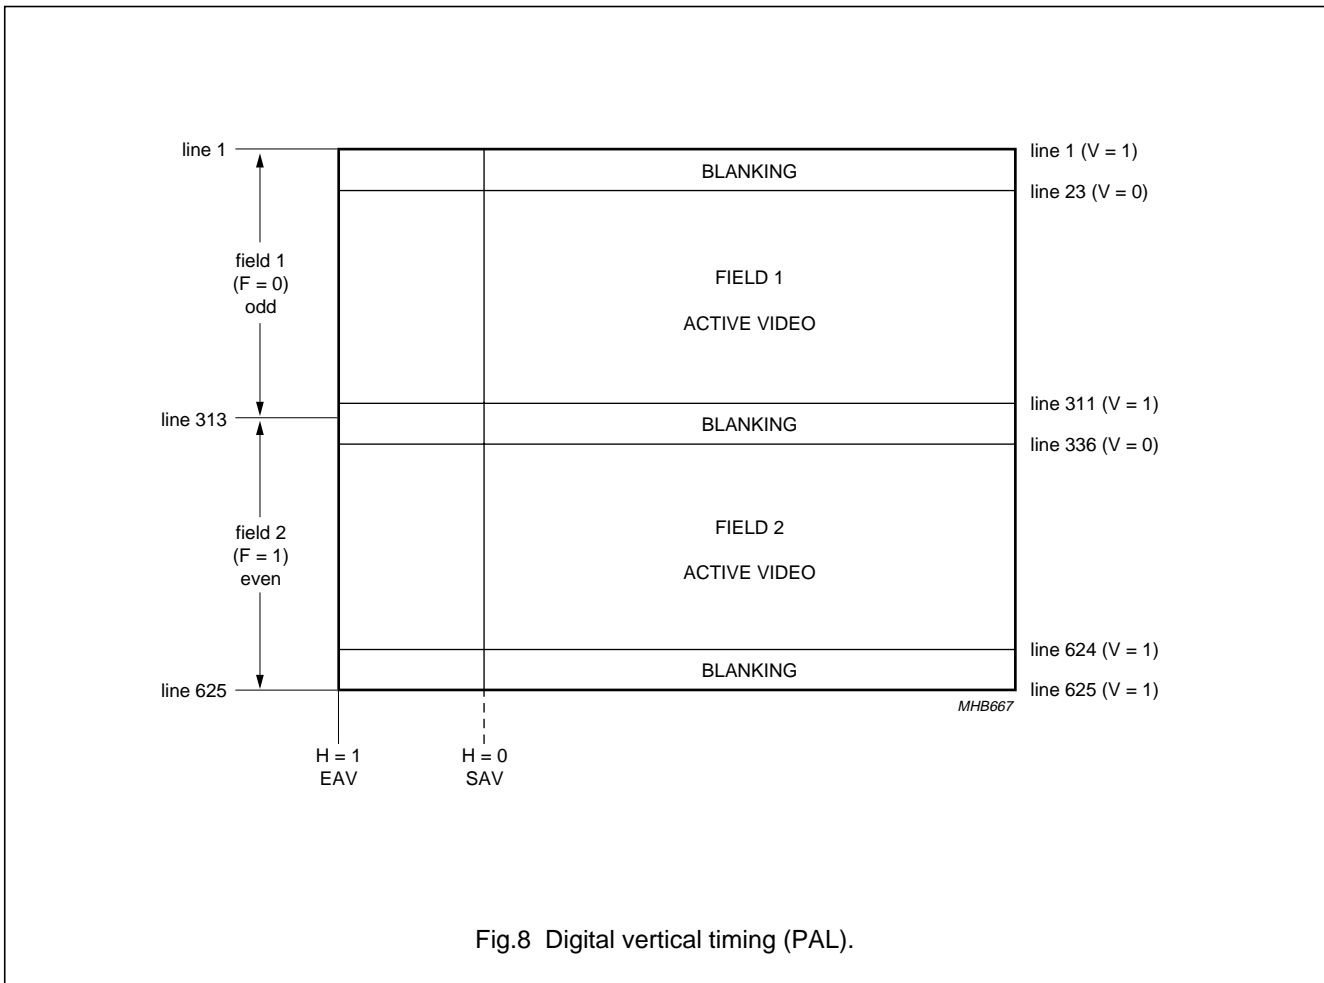 line 1
line 1 (V = 1)
BLANKING
line 23 (V = 0)
field 1
(F = 0)
odd
FIELD 1
ACTIVE VIDEO
line 311 (V = 1)
line 313
BLANKING
line 336 (V = 0)
field 2
(F = 1)
even
FIELD 2
ACTIVE VIDEO
line 624 (V = 1)
BLANKING
line 625
line 625 (V = 1)
MHB667
H = 1
EAV
H = 0
SAV
Fig.8 Digital vertical timing (PAL).